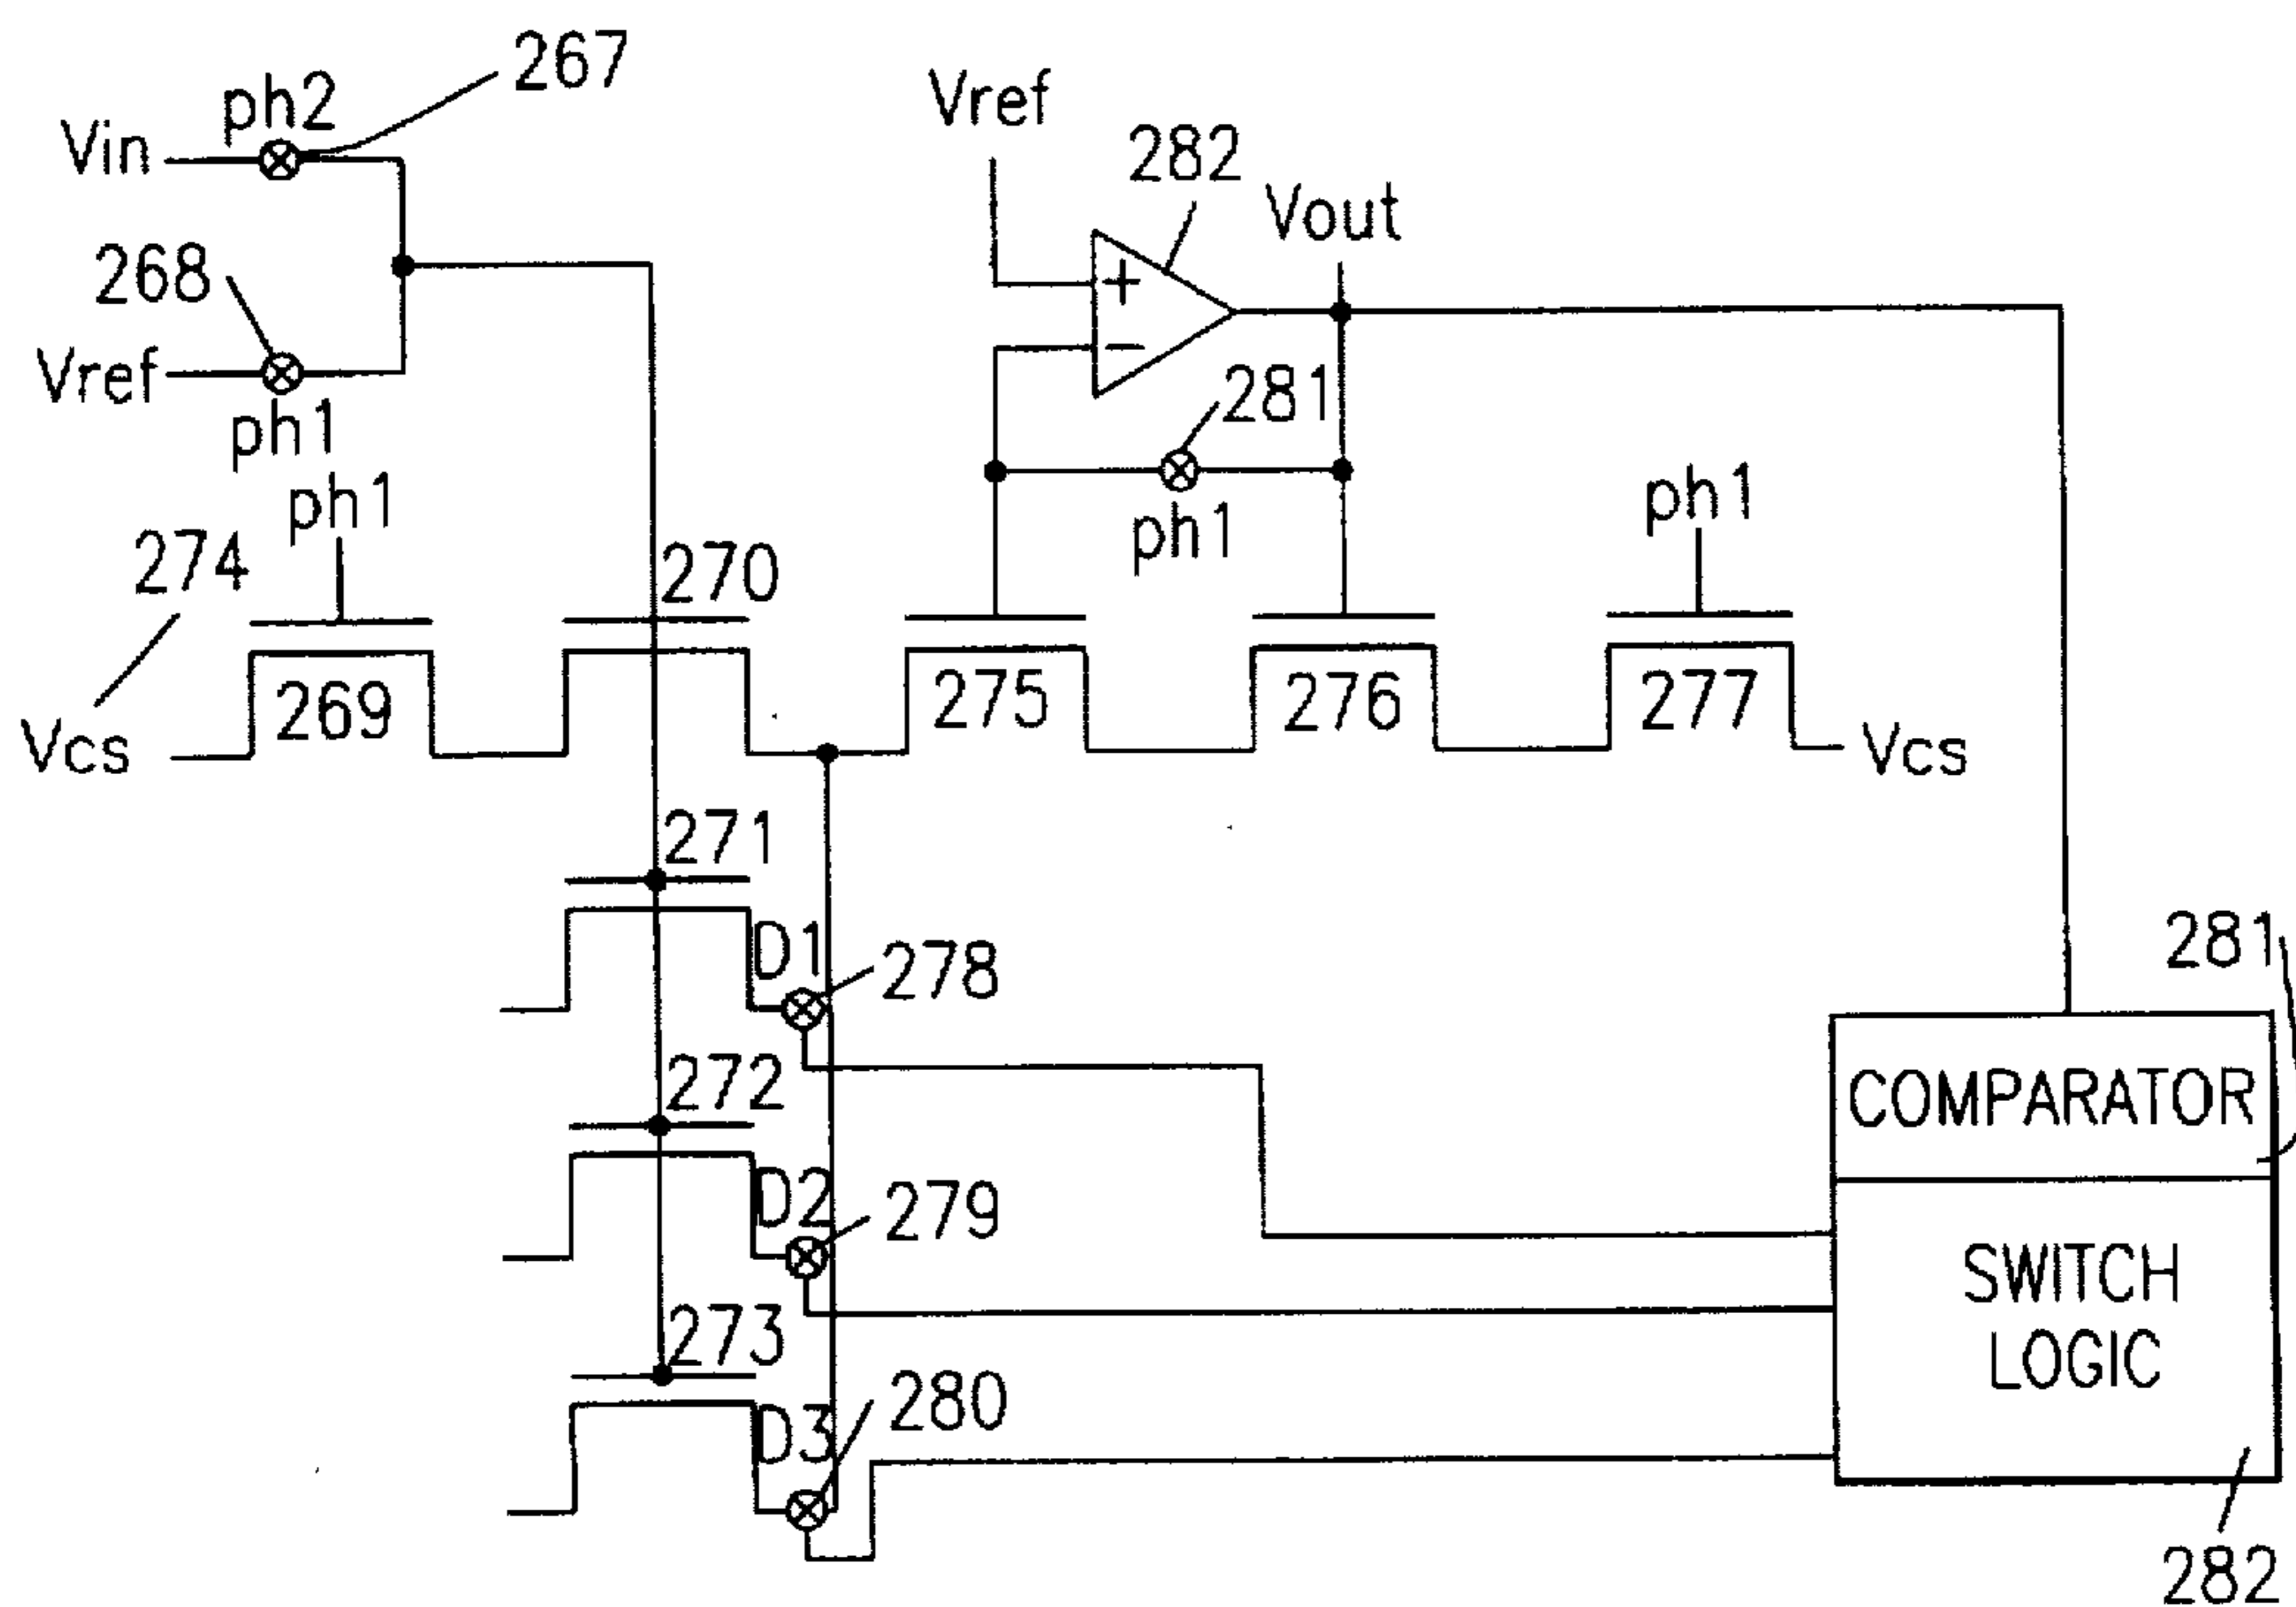 267
ph2
Vin
Vref
282
Vout
268
Vref
ph1
281
ph1
ph1
ph1
274
270
269
275
276
277
Vcs
Vcs
271
D1
278
281
272
COMPARATOR
D2
279
SWITCH
LOGIC
273
280
D3
282
+
−